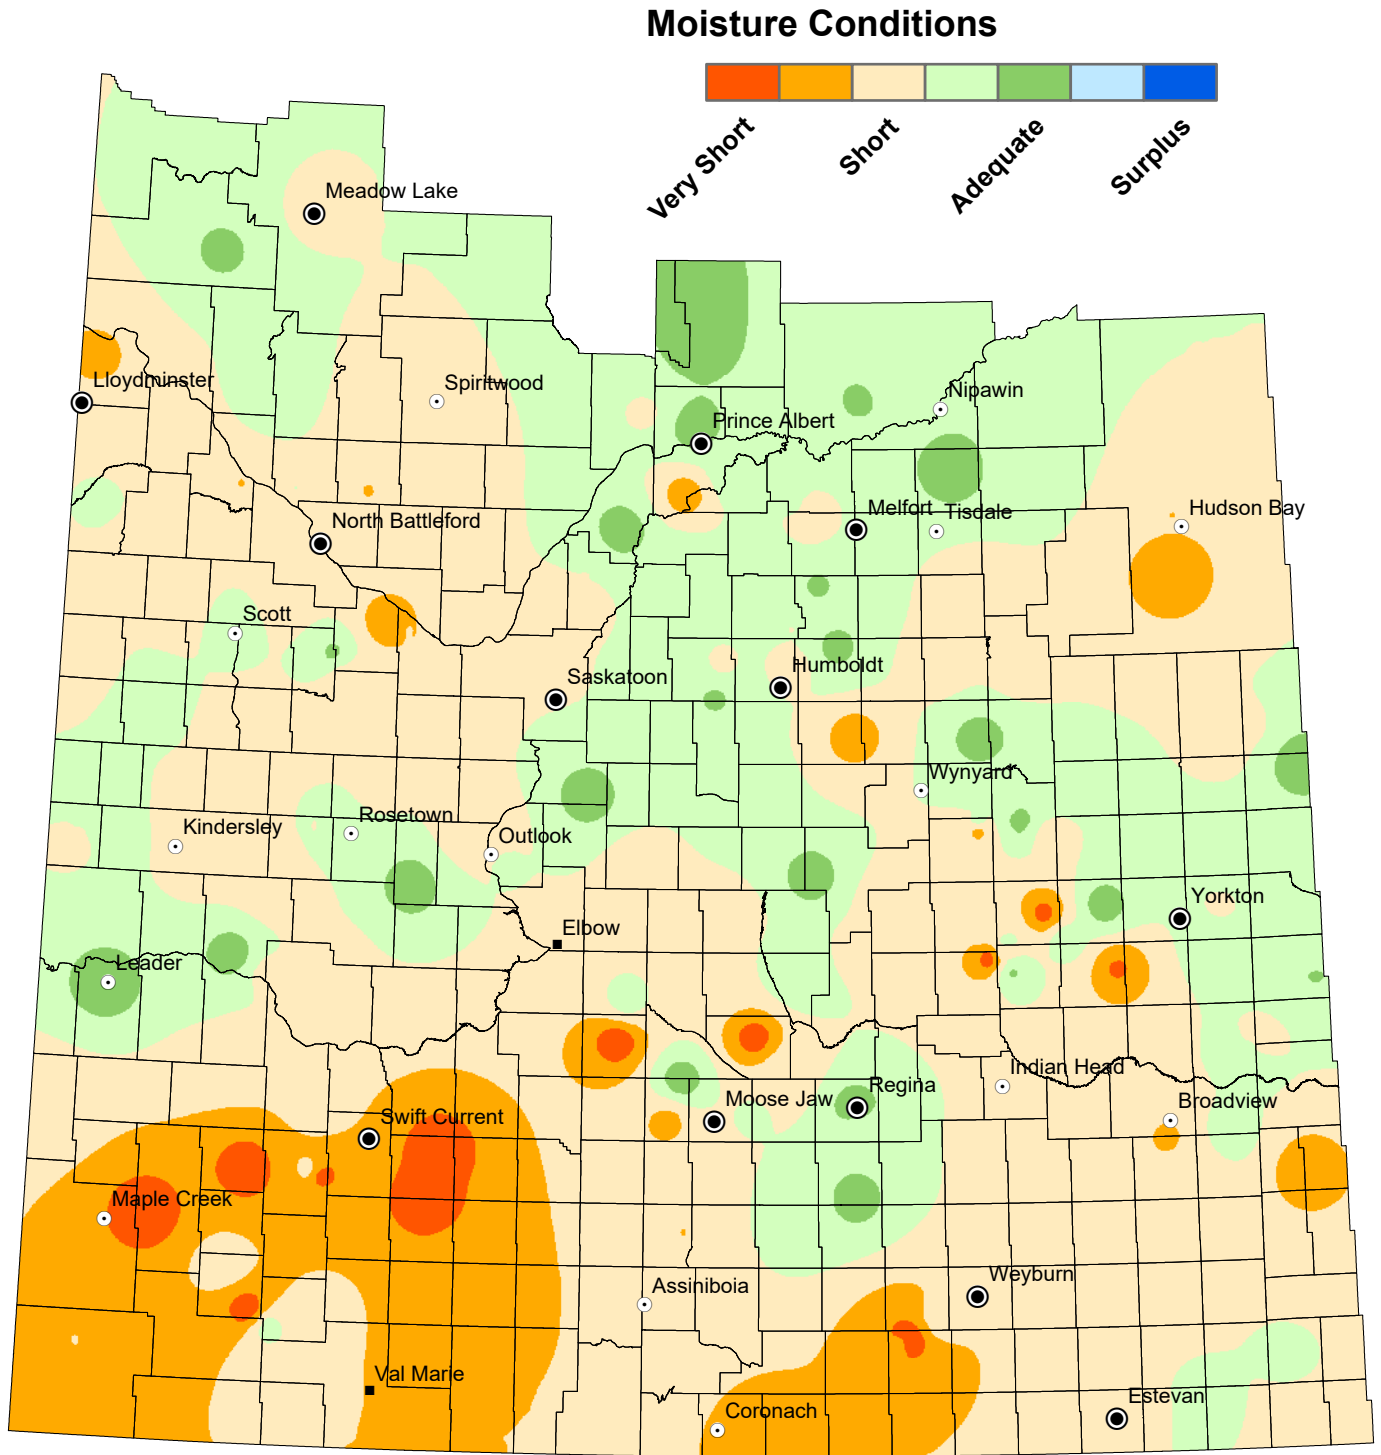 Moisture Conditions
Very Short
Short
Adequate
Surplus
Meadow Lake
Lloydminster
Spiritwood
Nipawin
Prince Albert
North Battleford
Melfort
Tisdale
Hudson Bay
Scott
Saskatoon
Humboldt
Wynyard
Kindersley
Rosetown
Outlook
Yorkton
Elbow
Leader
Indian Head
Regina
Moose Jaw
Broadview
Swift Current
Maple Creek
Assiniboia
Weyburn
Val Marie
Coronach
Estevan